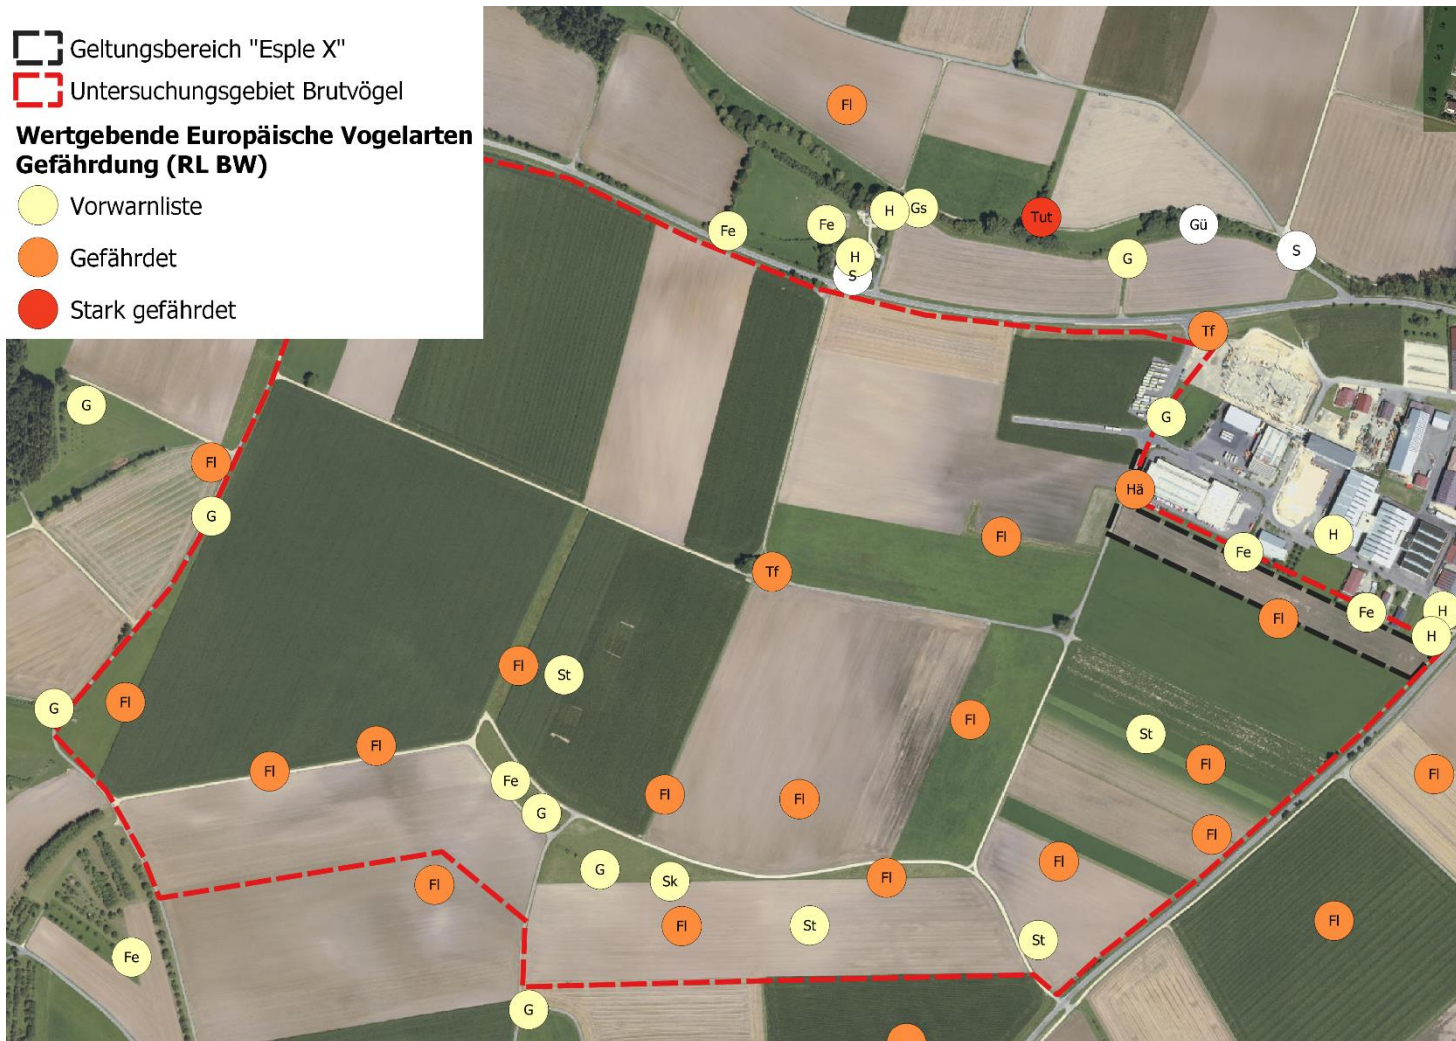 Geltungsbereich "Esple X"
Untersuchungsgebiet Brutvögel
Wertgebende Europäische Vogelarten
Gefährdung (RL BW)
Vorwarnliste
Gefährdet
Stark gefährdet
Fl
H
Gs
Tut
Fe
Fe
Gü
S
H
G
S
Tf
G
G
Fl
Hä
G
Fl
H
Fe
Tf
Fe
H
Fl
H
Fl
St
Fl
G
Fl
St
Fl
Fl
Fl
Fl
Fe
Fl
Fl
G
Fl
Fl
G
Sk
Fl
Fl
Fl
Fl
St
St
Fe
G